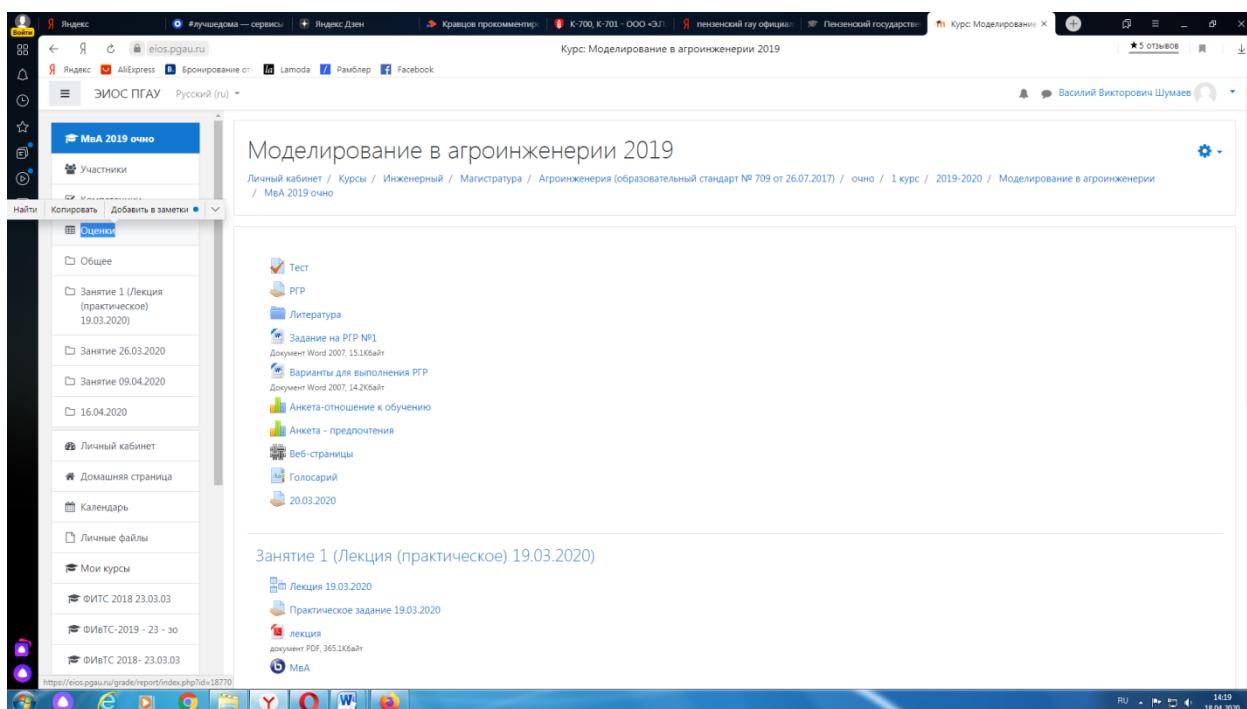 Войти
Яндекс
#лучшедома — сервись
Яндекс Дзен
Кравцов прокомментир
К-700, К-701 - ООО «Э.П
пензенский гау официал
Пензенский государстве
Курс: Моделирование
eios.pgau.ru
Курс: Моделирование в агроинженерии 2019
★5 отзывов
Яндекс
AliExpress
Бронирование от
Lamoda
Рамблер
Facebook
ЭИОС ПГАУ
Русский (ru)
Василий Викторович Шумаев
МвА 2019 очно
Участники
Найти
Копировать
Добавить в заметки
Оценки
Общее
Занятие 1 (Лекция
(практическое)
19.03.2020)
Занятие 26.03.2020
Занятие 09.04.2020
16.04.2020
Личный кабинет
Домашняя страница
Календарь
Личные файлы
Мои курсы
ФИТС 2018 23.03.03
ФИвТС-2019 - 23 - зо
ФИвТС 2018- 23.03.03
https://eios.pgau.ru/grade/report/index.php?id=18770
Моделирование в агроинженерии 2019
Личный кабинет / Курсы / Инженерный / Магистратура / Агроинженерия (образовательный стандарт № 709 от 26.07.2017) / очно / 1 курс / 2019-2020 / Моделирование в агроинженерии
/ МвА 2019 очно
Тест
РГР
Литература
Задание на РГР №1
Документ Word 2007, 15.1Кбайт
Варианты для выполнения РГР
Документ Word 2007, 14.2Кбайт
Анкета-отношение к обучению
Анкета - предпочтения
Веб-страницы
Голосарий
20.03.2020
Занятие 1 (Лекция (практическое) 19.03.2020)
Лекция 19.03.2020
Практическое задание 19.03.2020
лекция
документ PDF, 365.1Кбайт
МвА
RU
14:19
18.04.2020